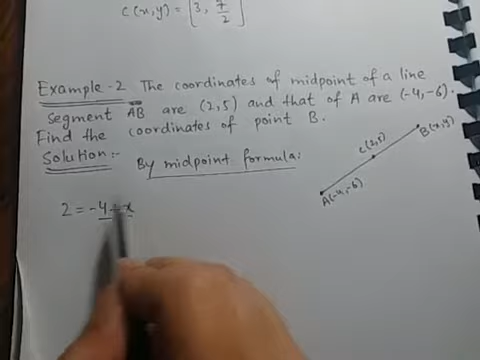 C(x,y) = [3, 7/2]
Example-2 The coordinates of midpoint of a line
segment AB are (2,5) and that of A are (-4,-6).
Find the coordinates of point B.
Solution:-
By midpoint formula:
C(2,5)
B(x,y)
A(-4,-6)
2 = -4+x